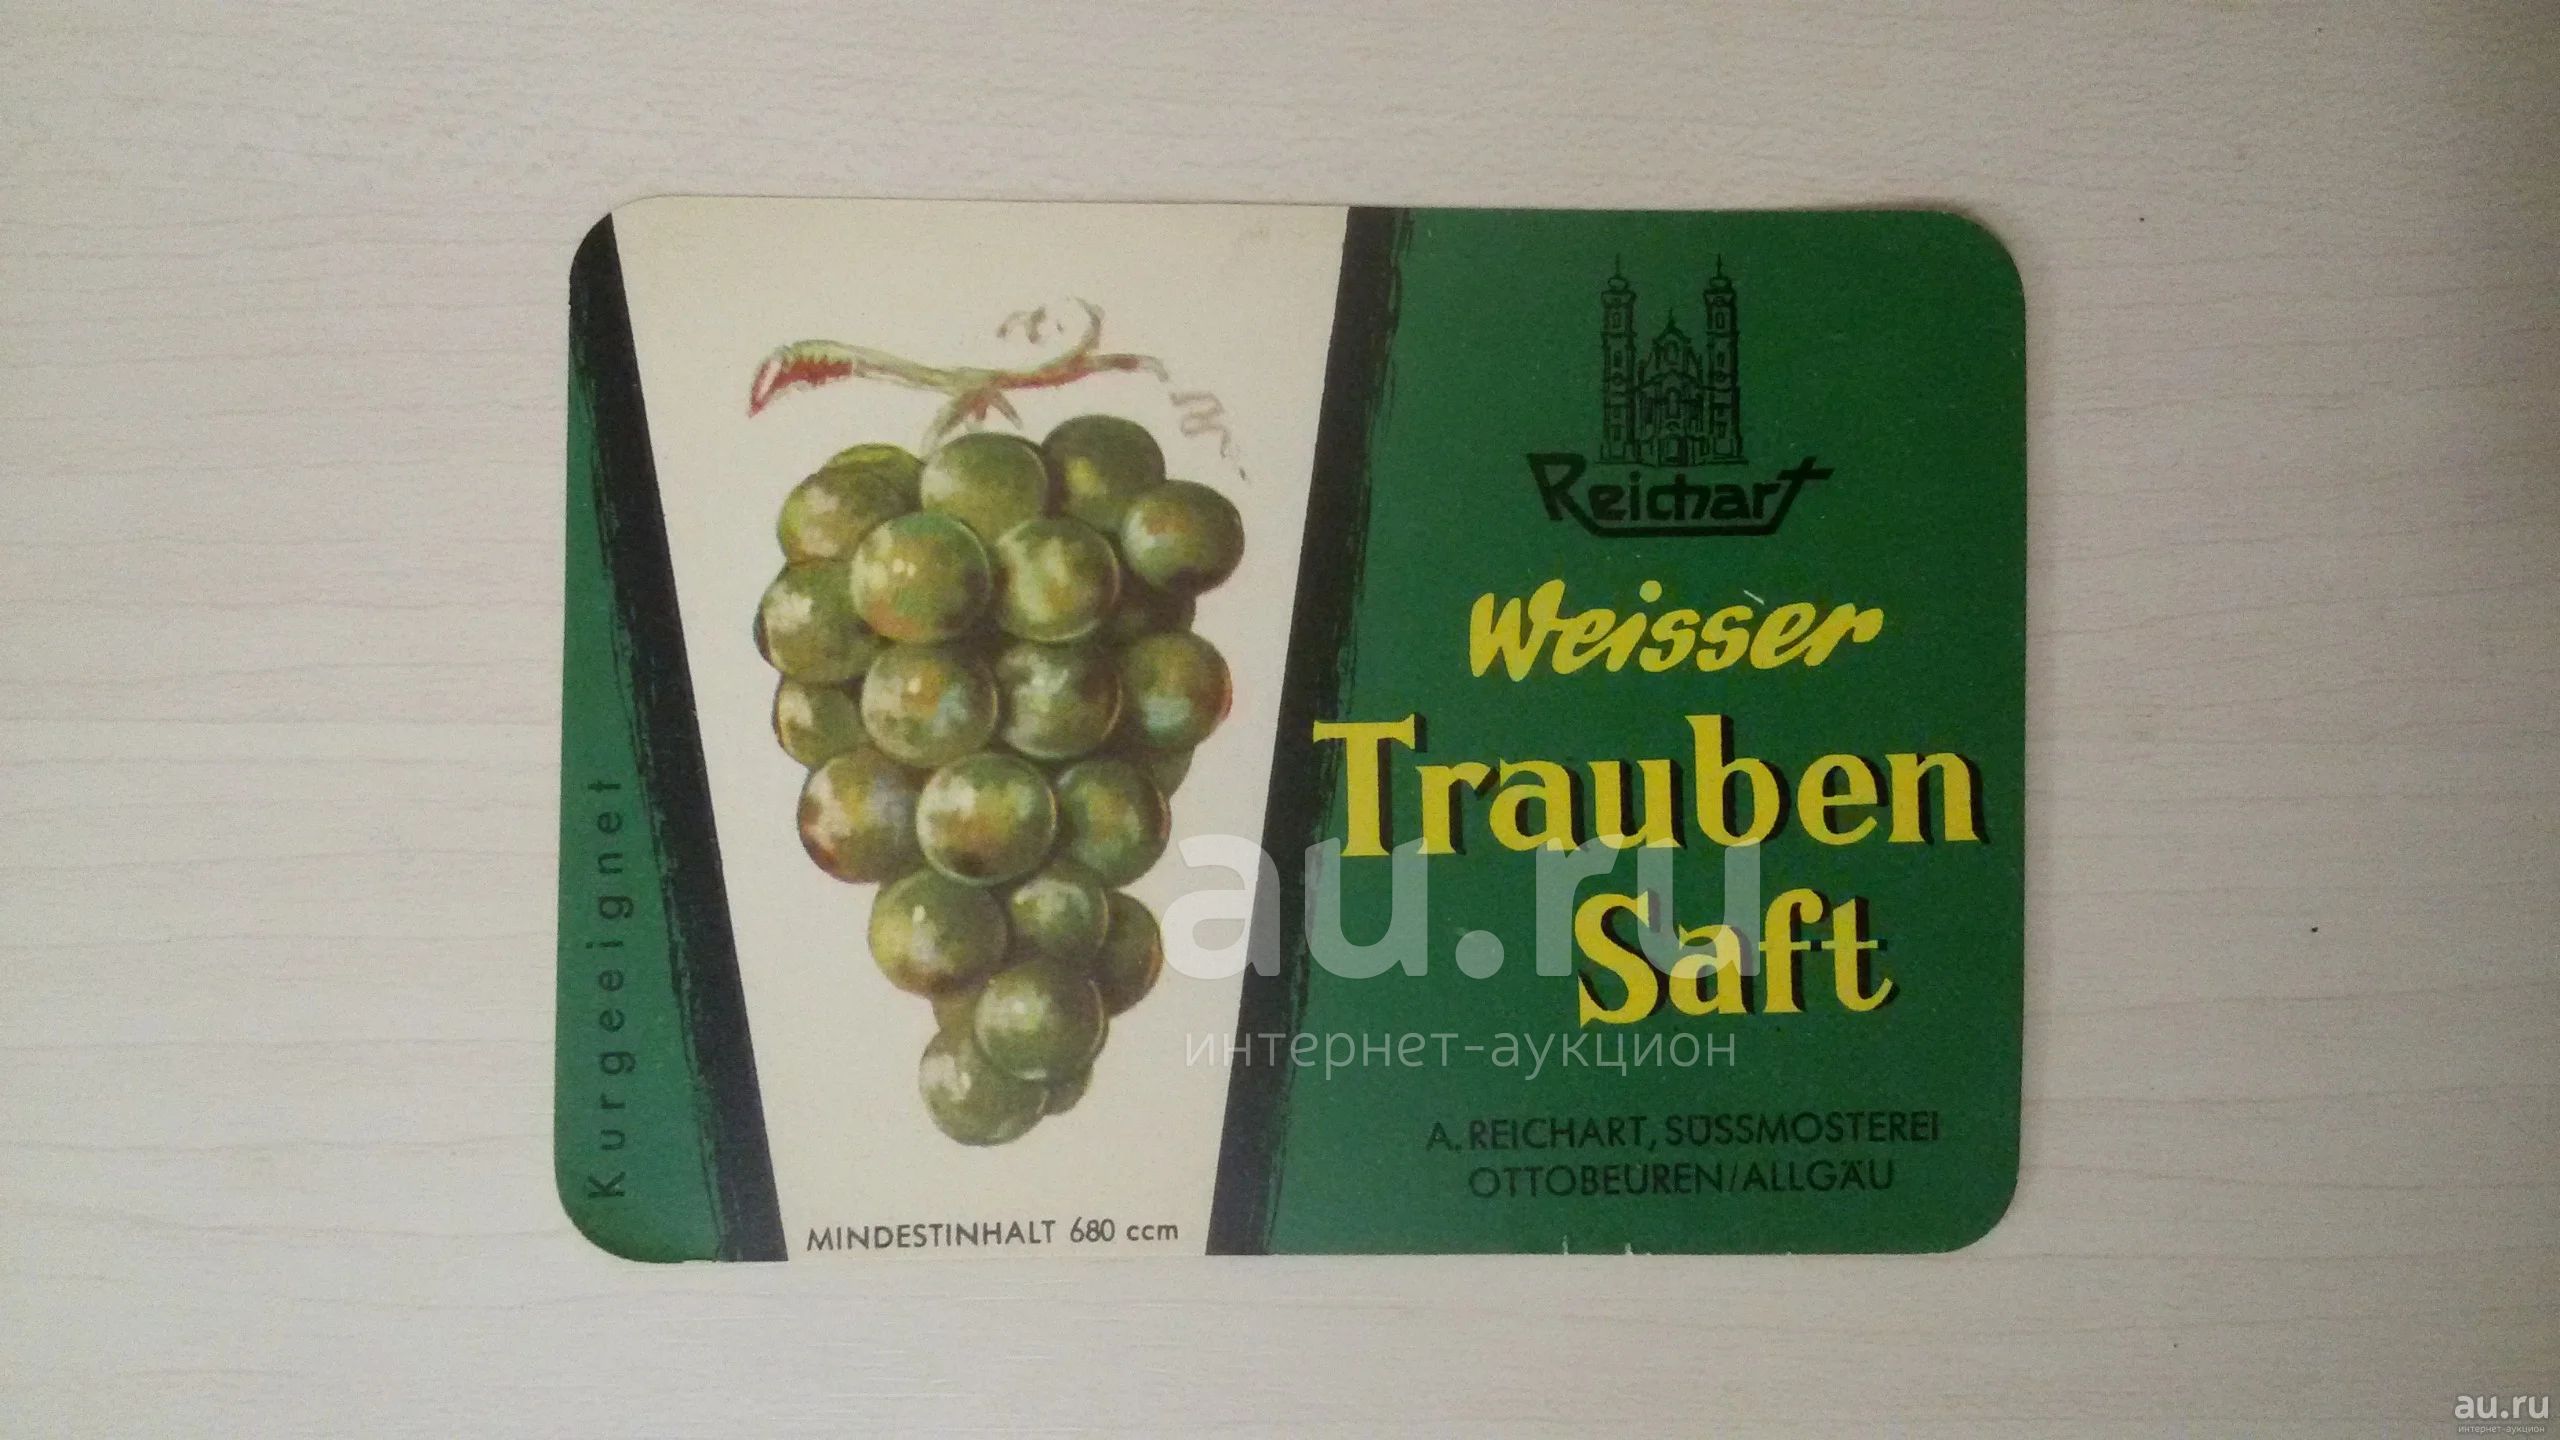 Reichart
Weisser
Trauben
Saft
A. REICHART, SÜSSMOSTEREI
OTTOBEUREN/ALLGÄU
Kurgeeignet
MINDESTINHALT 680 ccm
au.ru
интернет-аукцион
au.ru
интернет-аукцион